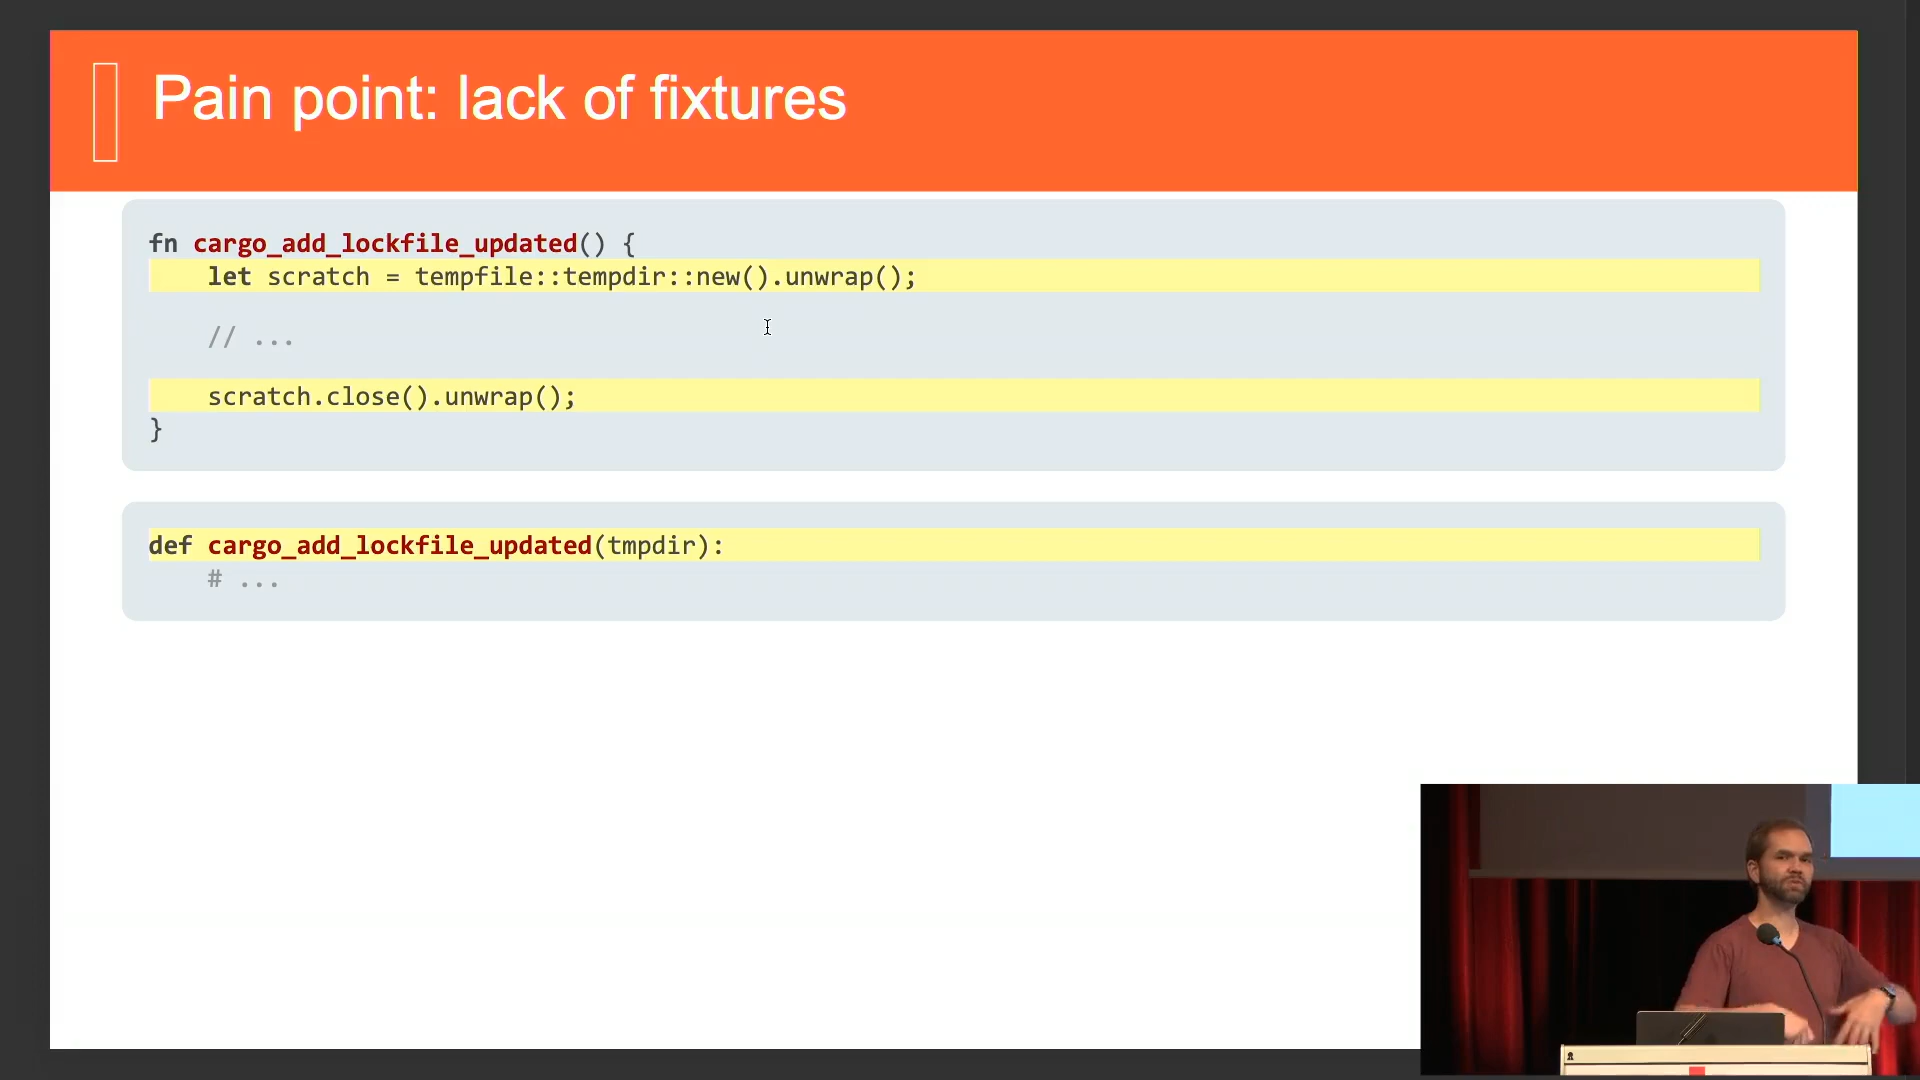 Pain point: lack of fixtures
fn cargo_add_lockfile_updated() {
    let scratch = tempfile::tempdir::new().unwrap();
    // ...
    scratch.close().unwrap();
}
def cargo_add_lockfile_updated(tmpdir):
    # ...